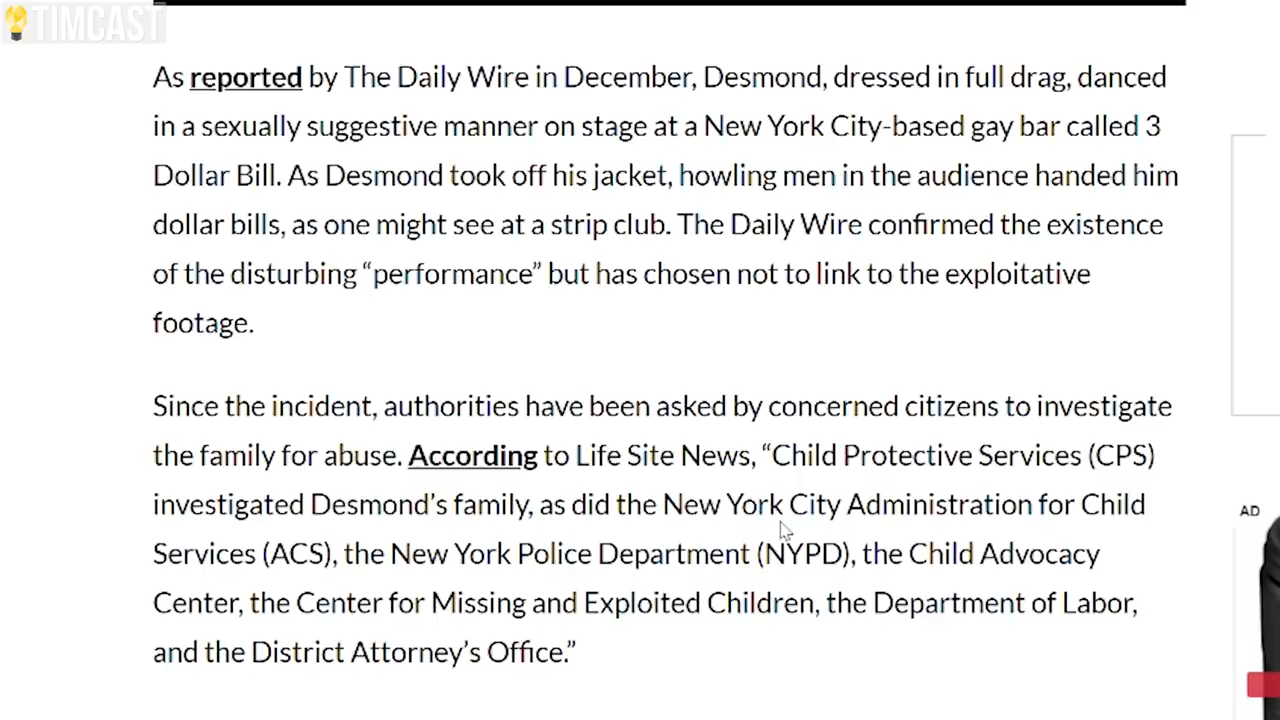 TIMCAST
As reported by The Daily Wire in December, Desmond, dressed in full drag, danced
in a sexually suggestive manner on stage at a New York City-based gay bar called 3
Dollar Bill. As Desmond took off his jacket, howling men in the audience handed him
dollar bills, as one might see at a strip club. The Daily Wire confirmed the existence
of the disturbing “performance” but has chosen not to link to the exploitative
footage.
Since the incident, authorities have been asked by concerned citizens to investigate
the family for abuse. According to Life Site News, “Child Protective Services (CPS)
investigated Desmond’s family, as did the New York City Administration for Child
Services (ACS), the New York Police Department (NYPD), the Child Advocacy
Center, the Center for Missing and Exploited Children, the Department of Labor,
and the District Attorney’s Office.”
AD